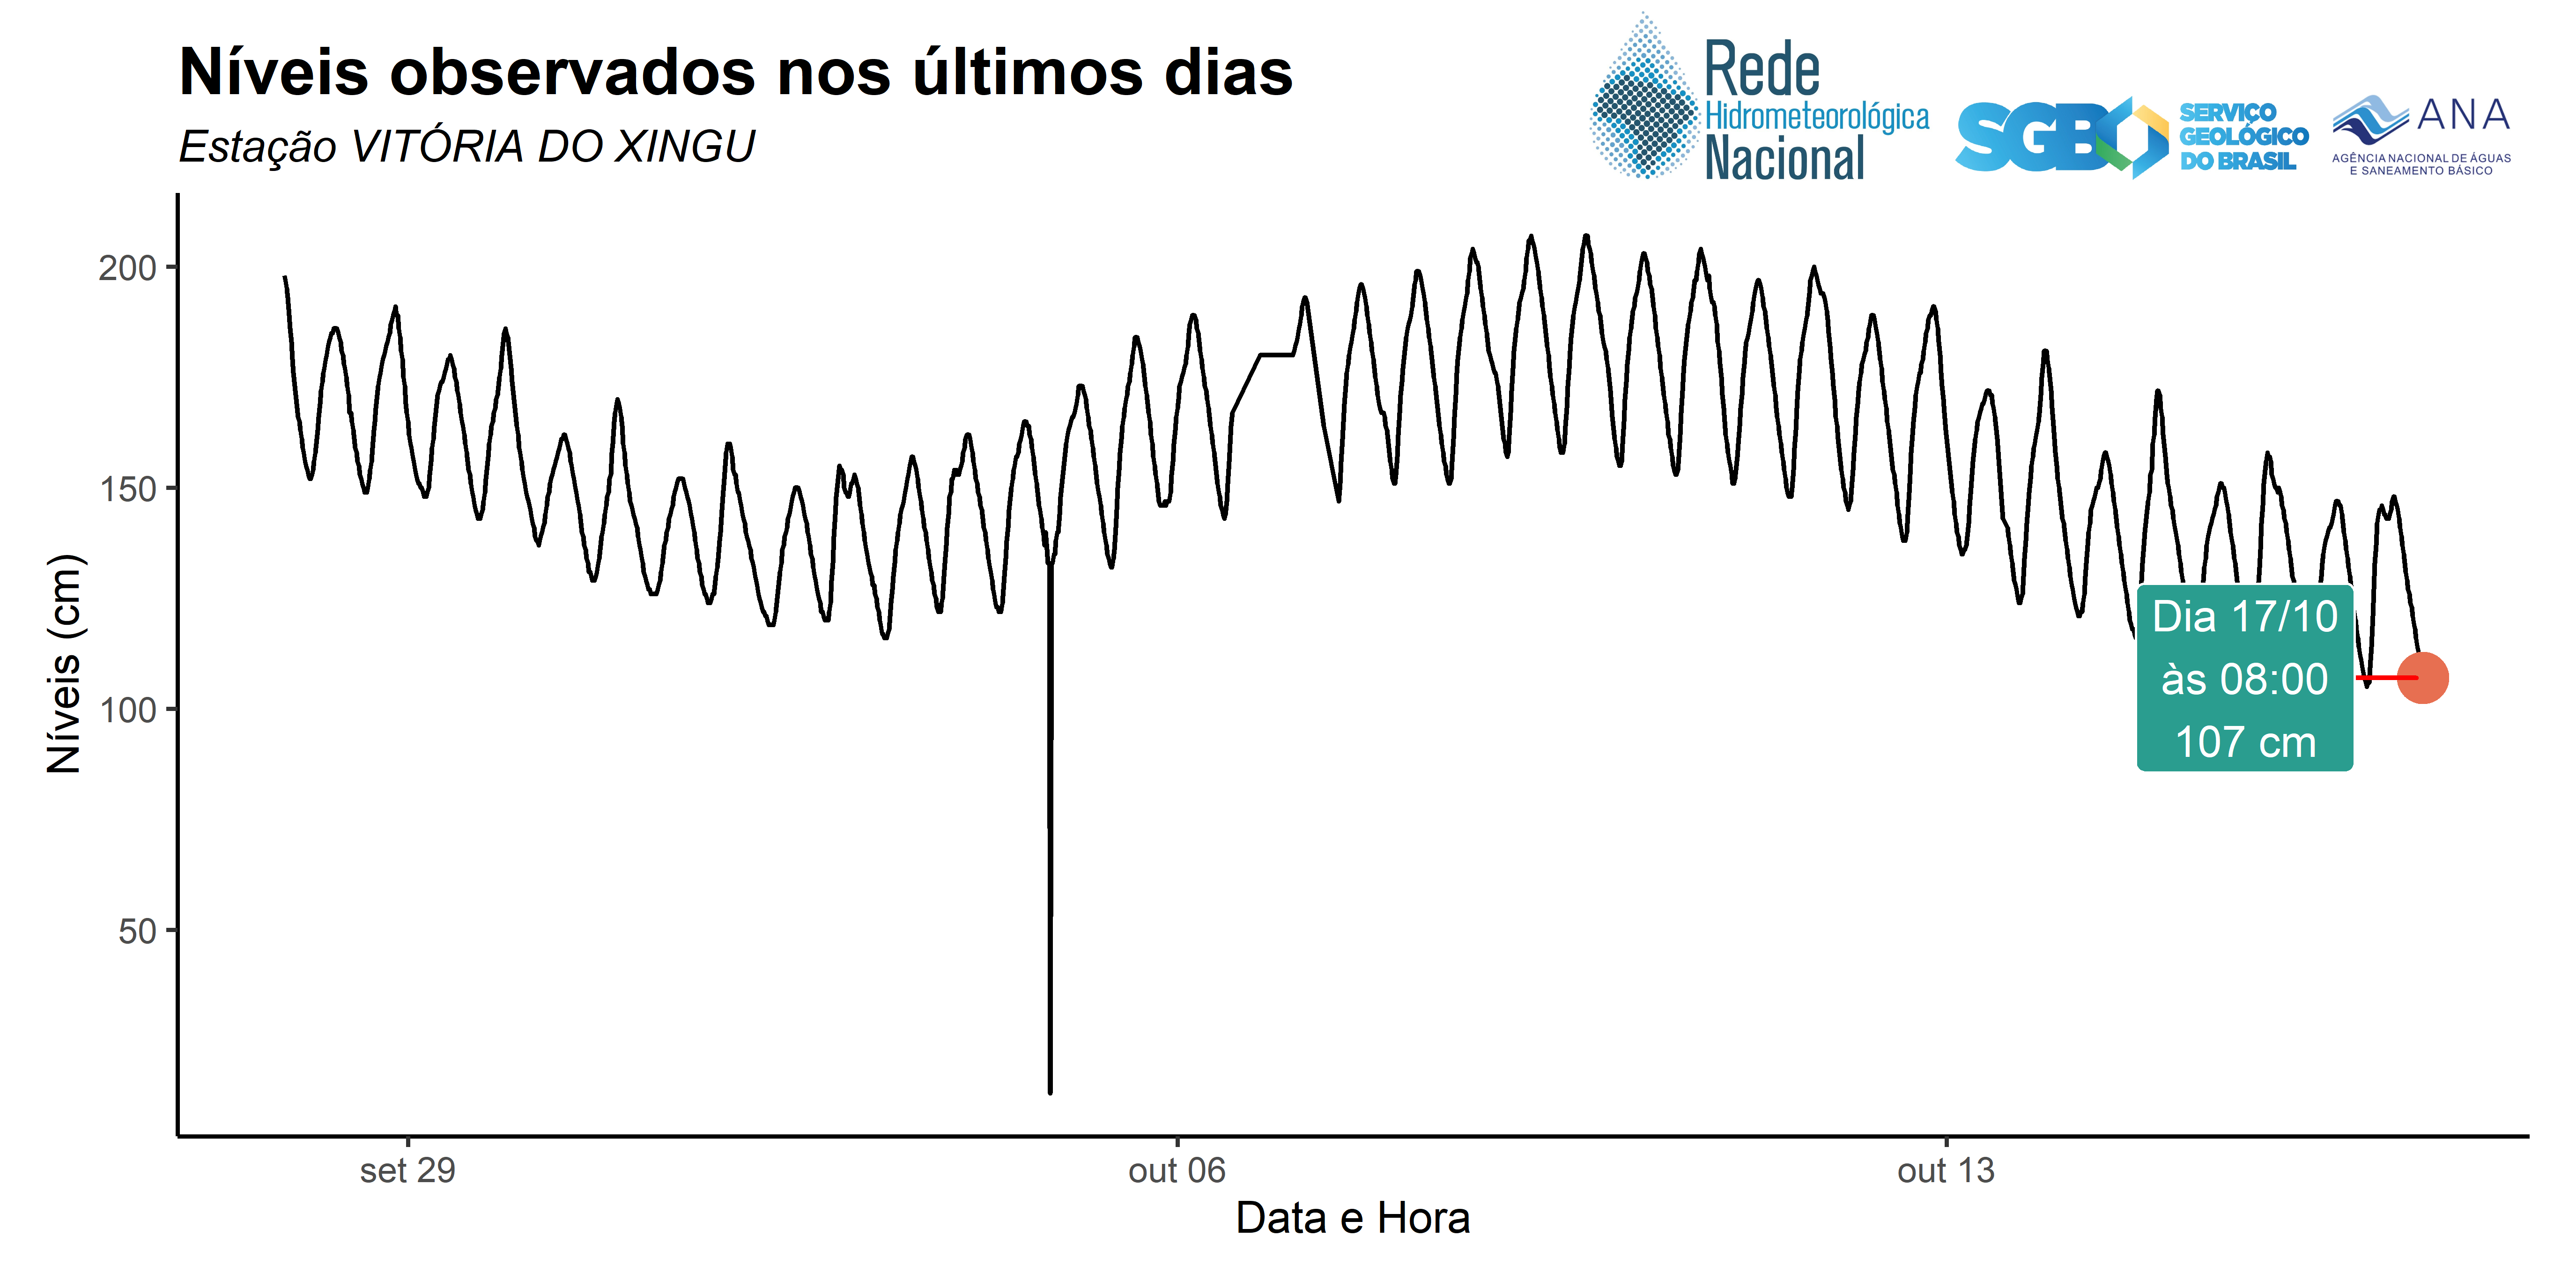 Níveis observados nos últimos dias
Estação VITÓRIA DO XINGU
Rede
Hidrometeorológica
Nacional
SGB
SERVIÇO
GEOLÓGICO
DO BRASIL
ANA
AGÊNCIA NACIONAL DE ÁGUAS
E SANEAMENTO BÁSICO
Níveis (cm)
200
150
100
50
Dia 17/10
às 08:00
107 cm
set 29
out 06
out 13
Data e Hora